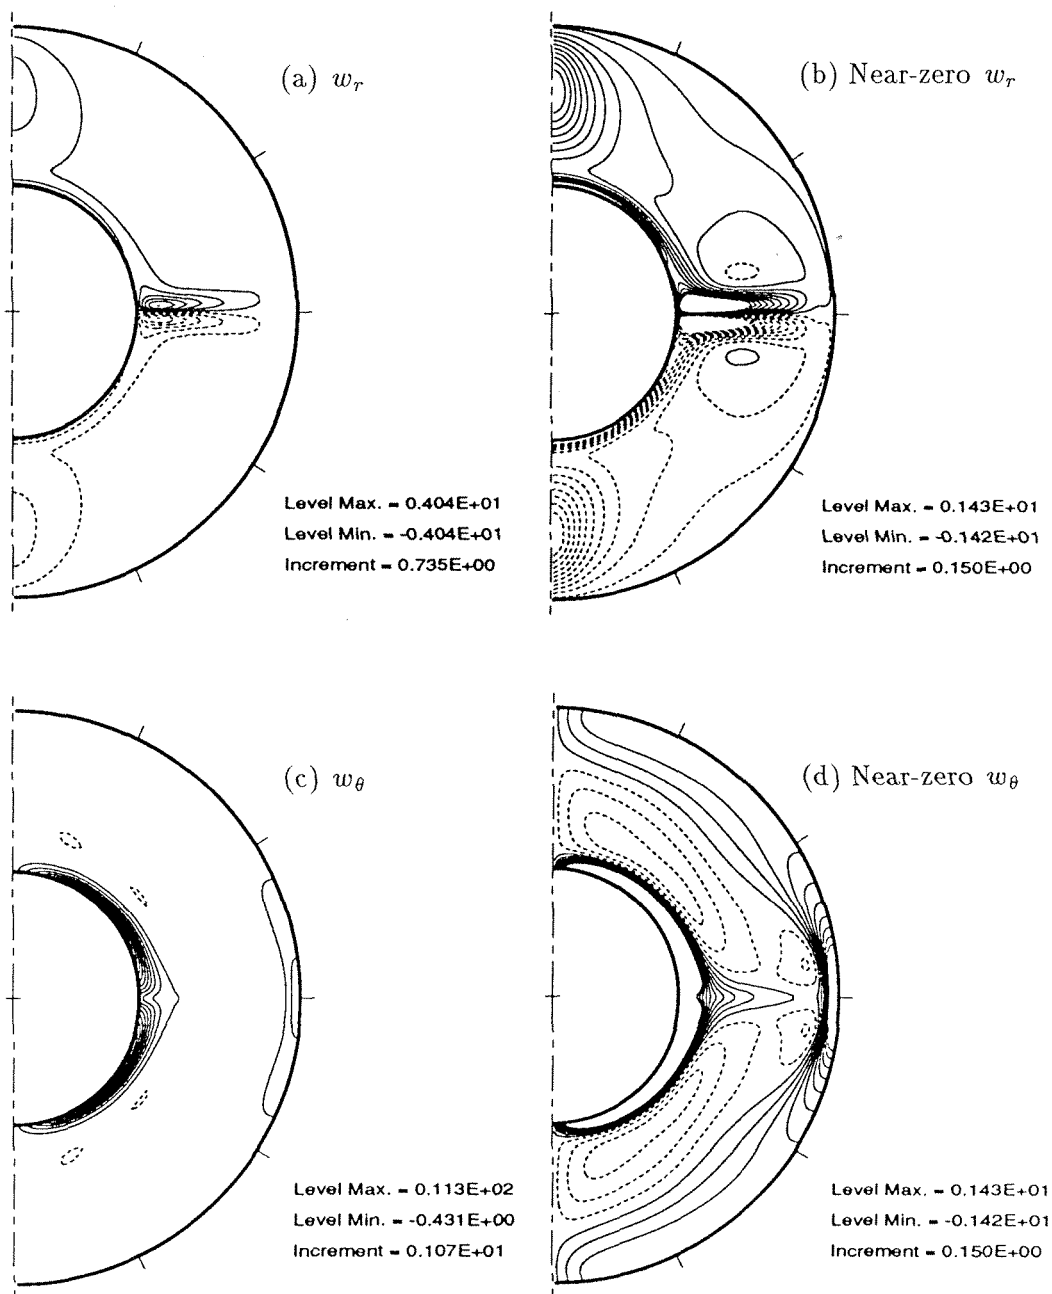 (a) w_r
(b) Near-zero w_r
Level Max. = 0.404E+01
Level Min. = -0.404E+01
Increment = 0.735E+00
Level Max. = 0.143E+01
Level Min. = -0.142E+01
Increment = 0.150E+00
(c) w_θ
(d) Near-zero w_θ
Level Max. = 0.113E+02
Level Min. = -0.431E+00
Increment = 0.107E+01
Level Max. = 0.143E+01
Level Min. = -0.142E+01
Increment = 0.150E+00